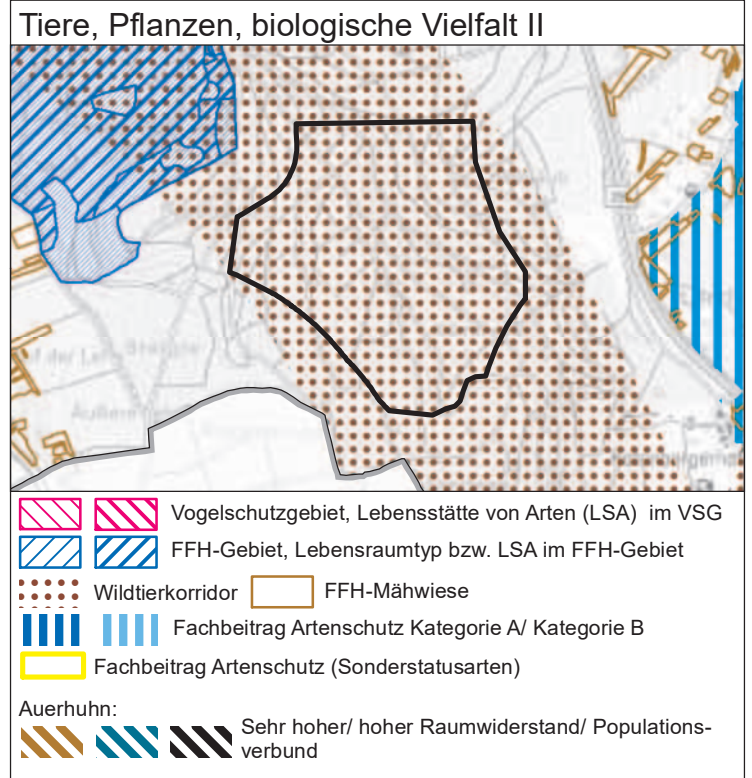 Tiere, Pflanzen, biologische Vielfalt II
Vogelschutzgebiet, Lebensstätte von Arten (LSA) im VSG
FFH-Gebiet, Lebensraumtyp bzw. LSA im FFH-Gebiet
Wildtierkorridor FFH-Mähwiese
Fachbeitrag Artenschutz Kategorie A/ Kategorie B
Fachbeitrag Artenschutz (Sonderstatusarten)
Auerhuhn:
Sehr hoher/ hoher Raumwiderstand/ Populations-
verbund